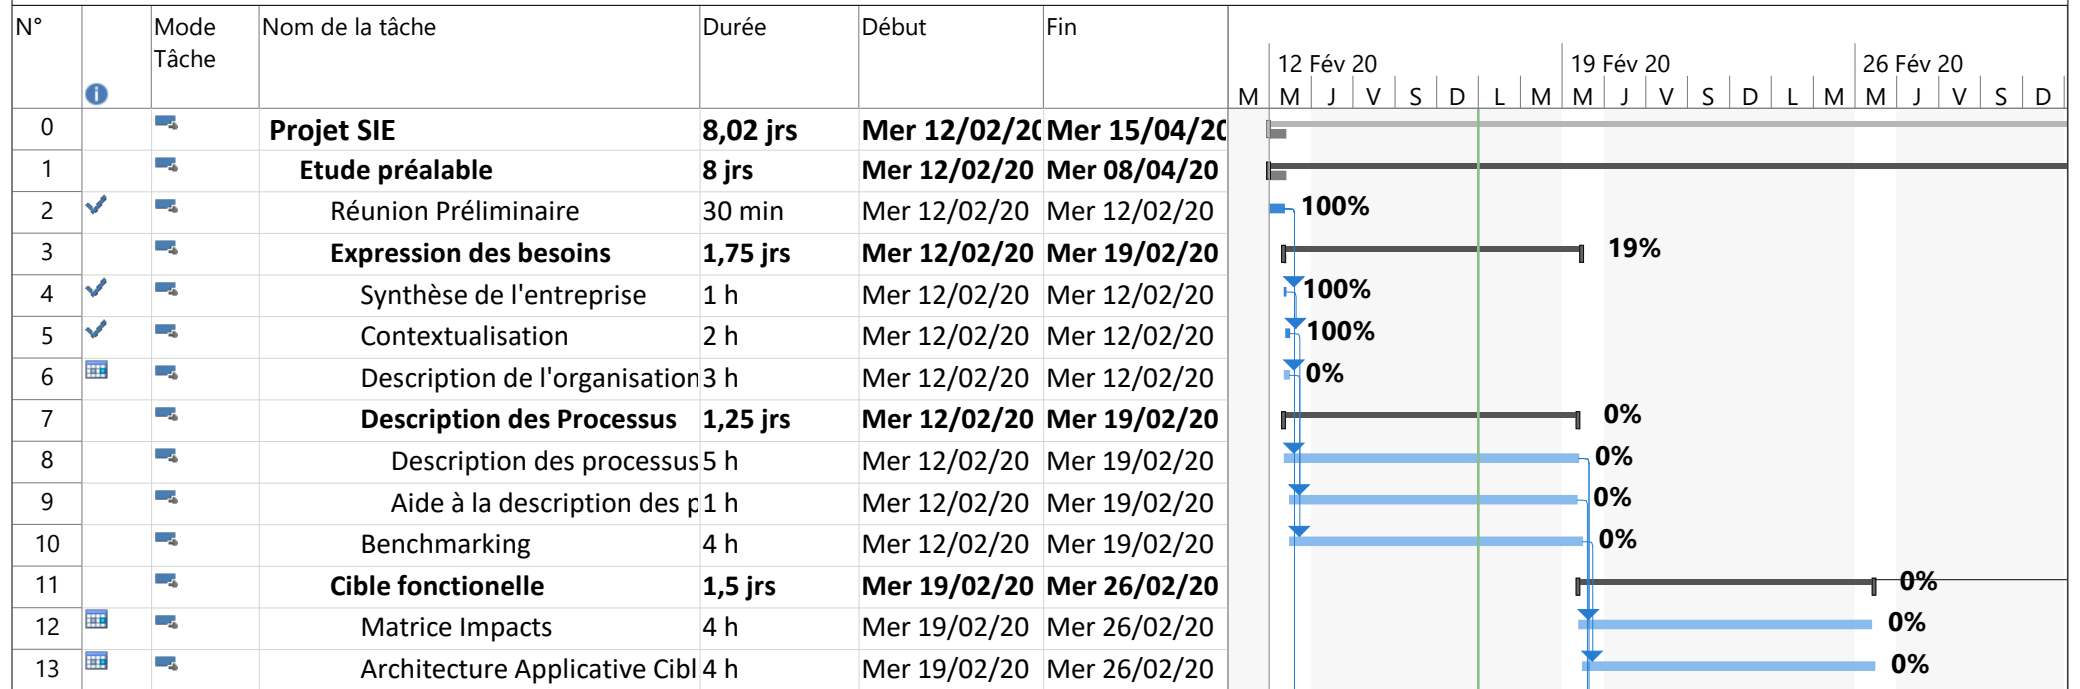 N° Mode Tâche Nom de la tâche Durée Début Fin
12 Fév 20 19 Fév 20 26 Fév 20
M M J V S D L M M J V S D L M M J V S D
0 Projet SIE 8,02 jrs Mer 12/02/20 Mer 15/04/20
1 Etude préalable 8 jrs Mer 12/02/20 Mer 08/04/20
2 Réunion Préliminaire 30 min Mer 12/02/20 Mer 12/02/20 100%
3 Expression des besoins 1,75 jrs Mer 12/02/20 Mer 19/02/20 19%
4 Synthèse de l'entreprise 1 h Mer 12/02/20 Mer 12/02/20 100%
5 Contextualisation 2 h Mer 12/02/20 Mer 12/02/20 100%
6 Description de l'organisation 3 h Mer 12/02/20 Mer 12/02/20 0%
7 Description des Processus 1,25 jrs Mer 12/02/20 Mer 19/02/20 0%
8 Description des processus 5 h Mer 12/02/20 Mer 19/02/20 0%
9 Aide à la description des p 1 h Mer 12/02/20 Mer 19/02/20 0%
10 Benchmarking 4 h Mer 12/02/20 Mer 19/02/20 0%
11 Cible fonctionelle 1,5 jrs Mer 19/02/20 Mer 26/02/20 0%
12 Matrice Impacts 4 h Mer 19/02/20 Mer 26/02/20 0%
13 Architecture Applicative Cibl 4 h Mer 19/02/20 Mer 26/02/20 0%